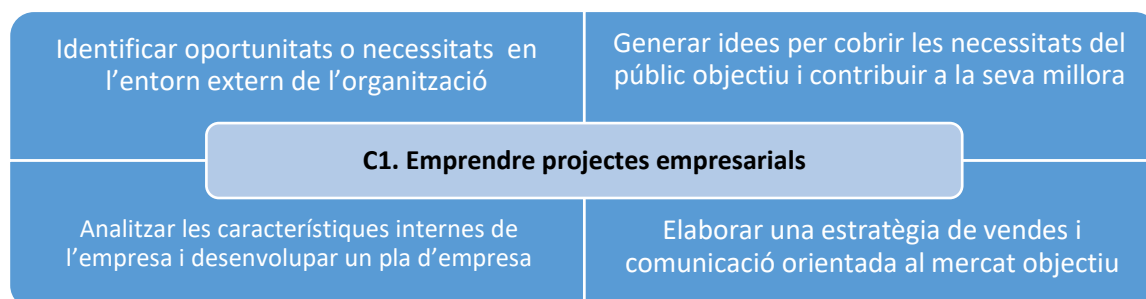 Identificar oportunitats o necessitats en
l'entorn extern de l'organització
Generar idees per cobrir les necessitats del
públic objectiu i contribuir a la seva millora
C1. Emprendre projectes empresarials
Analitzar les característiques internes de
l'empresa i desenvolupar un pla d'empresa
Elaborar una estratègia de vendes i
comunicació orientada al mercat objectiu